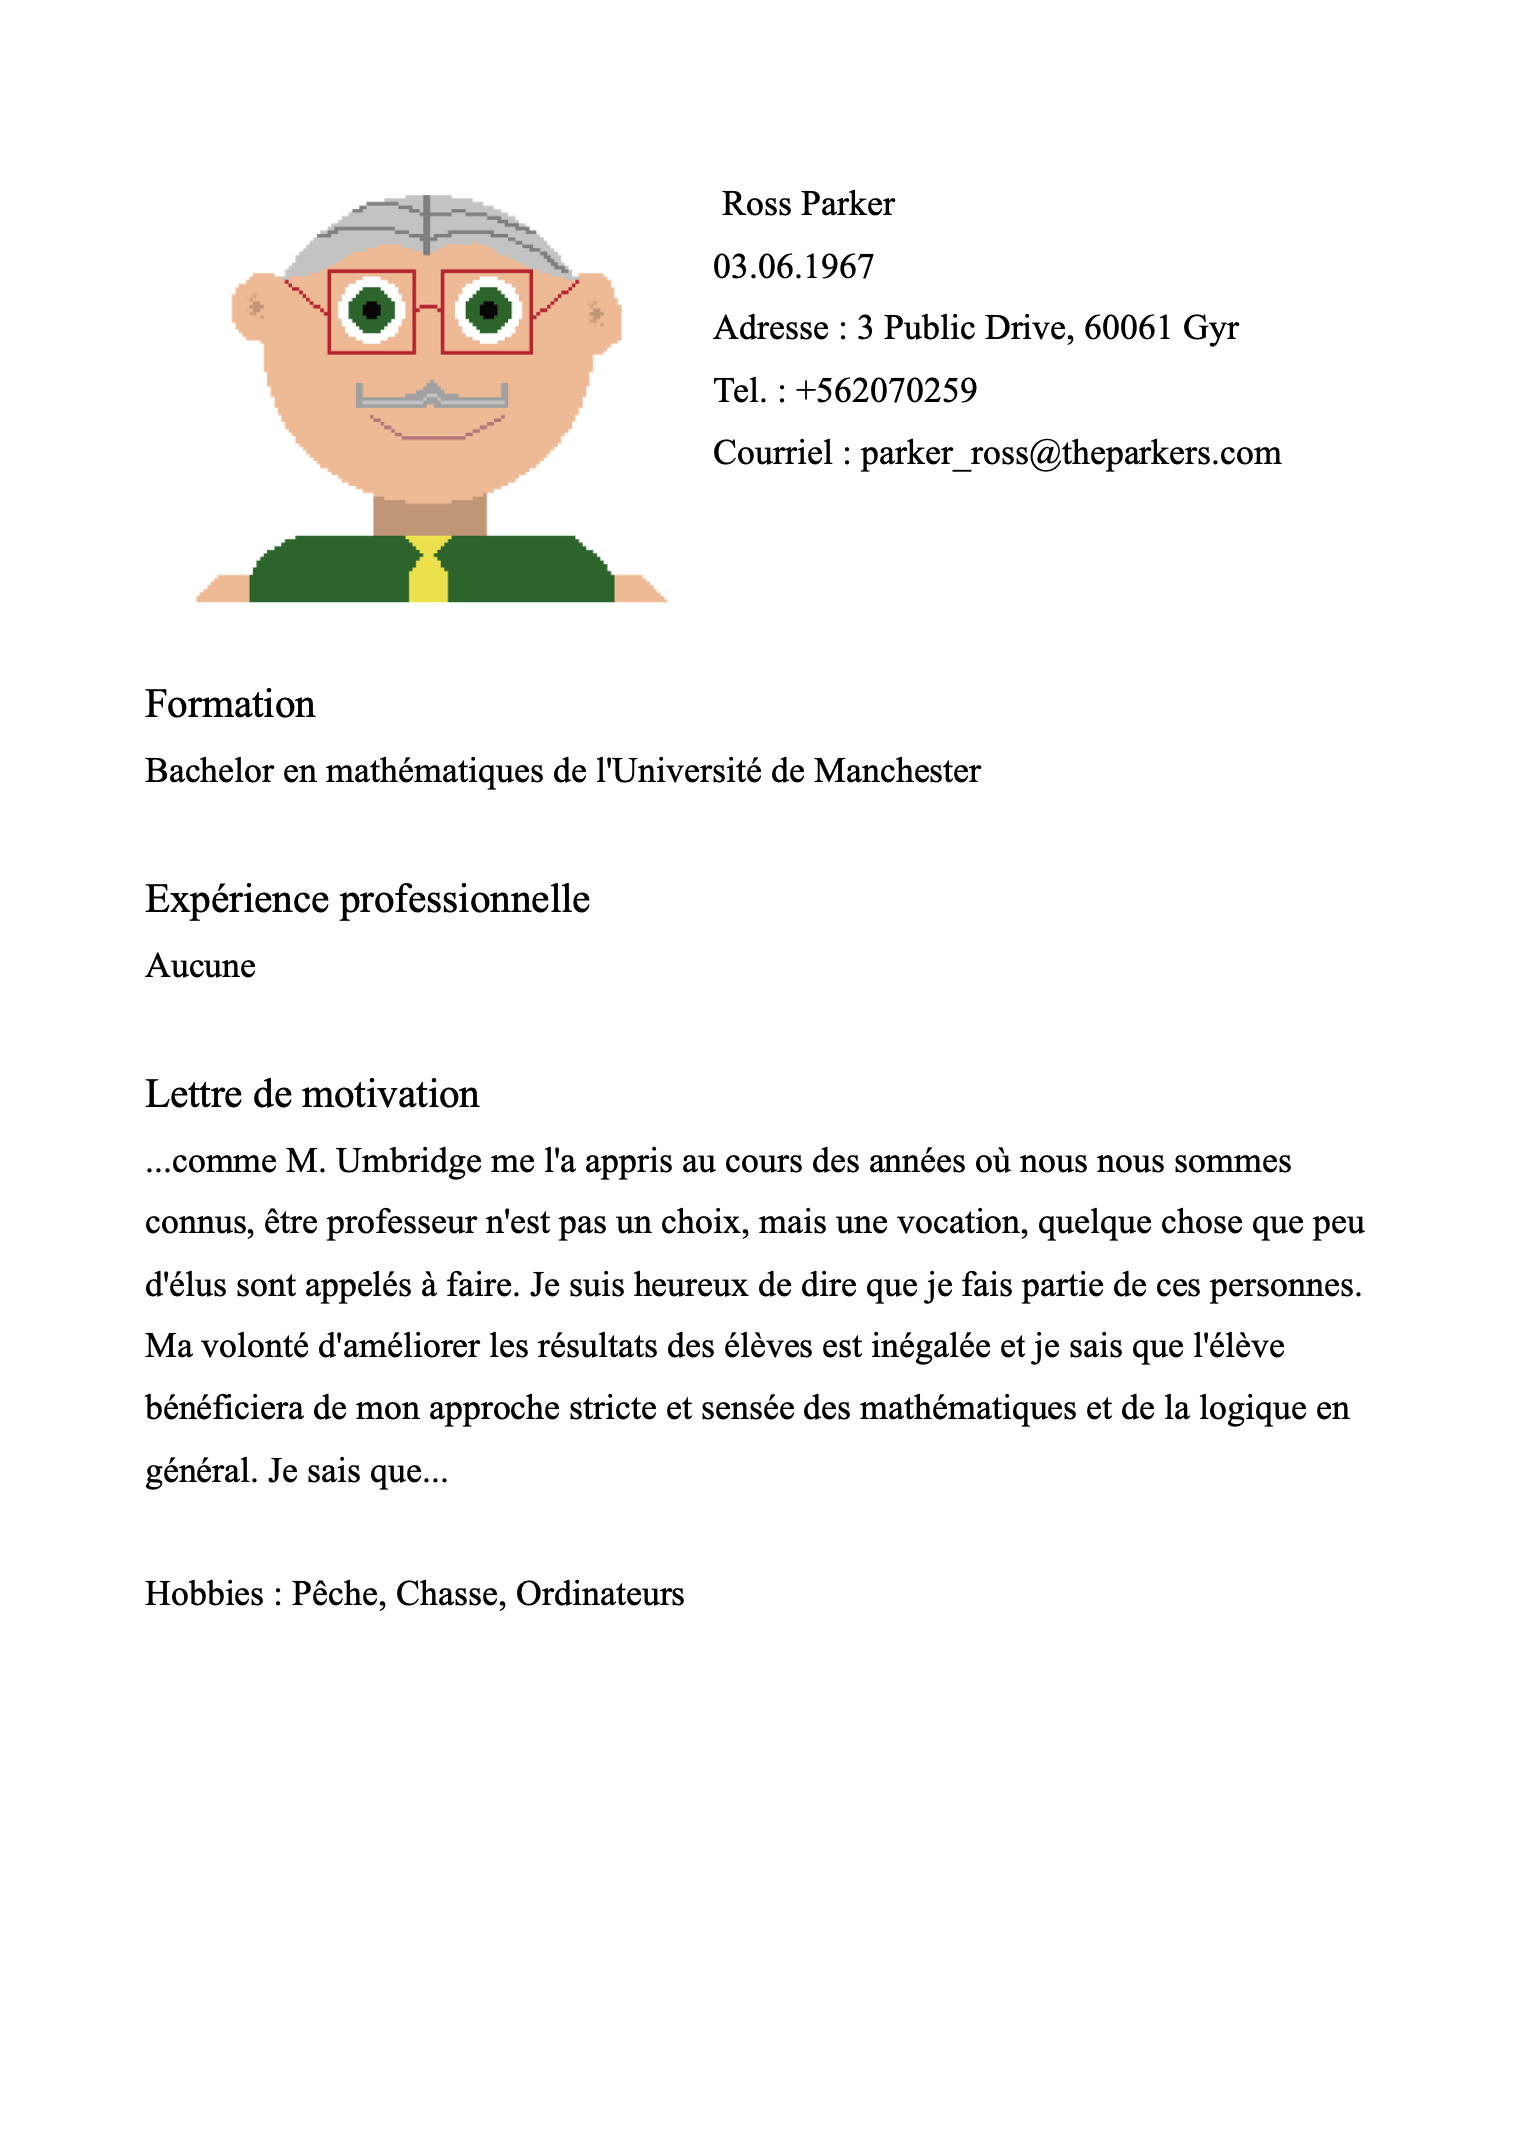 Ross Parker
03.06.1967
Adresse : 3 Public Drive, 60061 Gyr
Tel. : +562070259
Courriel : parker_ross@theparkers.com
Formation
Bachelor en mathématiques de l'Université de Manchester
Expérience professionnelle
Aucune
Lettre de motivation
...comme M. Umbridge me l'a appris au cours des années où nous nous sommes
connus, être professeur n'est pas un choix, mais une vocation, quelque chose que peu
d'élus sont appelés à faire. Je suis heureux de dire que je fais partie de ces personnes.
Ma volonté d'améliorer les résultats des élèves est inégalée et je sais que l'élève
bénéficiera de mon approche stricte et sensée des mathématiques et de la logique en
général. Je sais que...
Hobbies : Pêche, Chasse, Ordinateurs